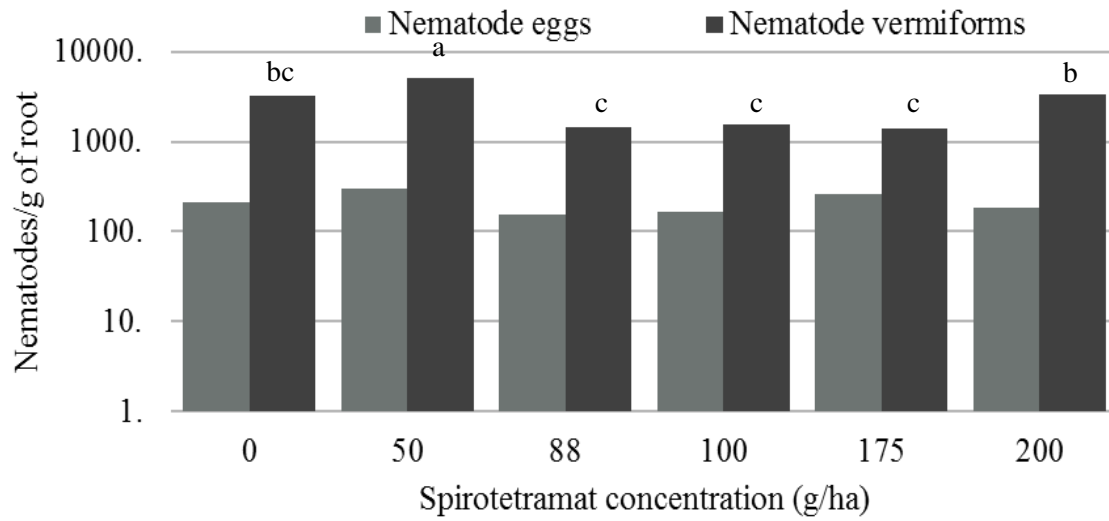 Nematode eggs Nematode vermiforms
Nematodes/g of root
10000.
1000.
100.
10.
1.
bc a c c c b
0 50 88 100 175 200
Spirotetramat concentration (g/ha)